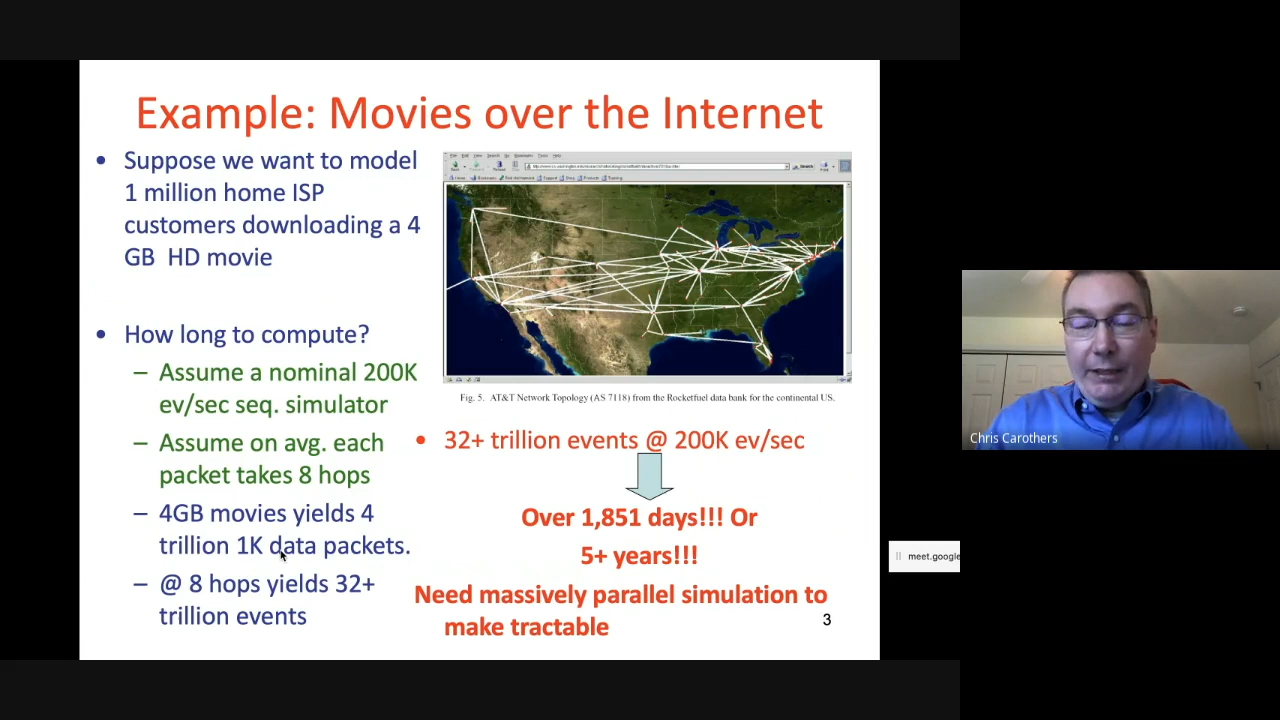 Example: Movies over the Internet
• Suppose we want to model
1 million home ISP
customers downloading a 4
GB HD movie
• How long to compute?
– Assume a nominal 200K
ev/sec seq. simulator
– Assume on avg. each
packet takes 8 hops
– 4GB movies yields 4
trillion 1K data packets.
– @ 8 hops yields 32+
trillion events
Fig. 5. AT&T Network Topology (AS 7118) from the Rocketfuel data bank for the continental US.
• 32+ trillion events @ 200K ev/sec
Over 1,851 days!!! Or
5+ years!!!
Need massively parallel simulation to
make tractable
3
Chris Carothers
meet.google